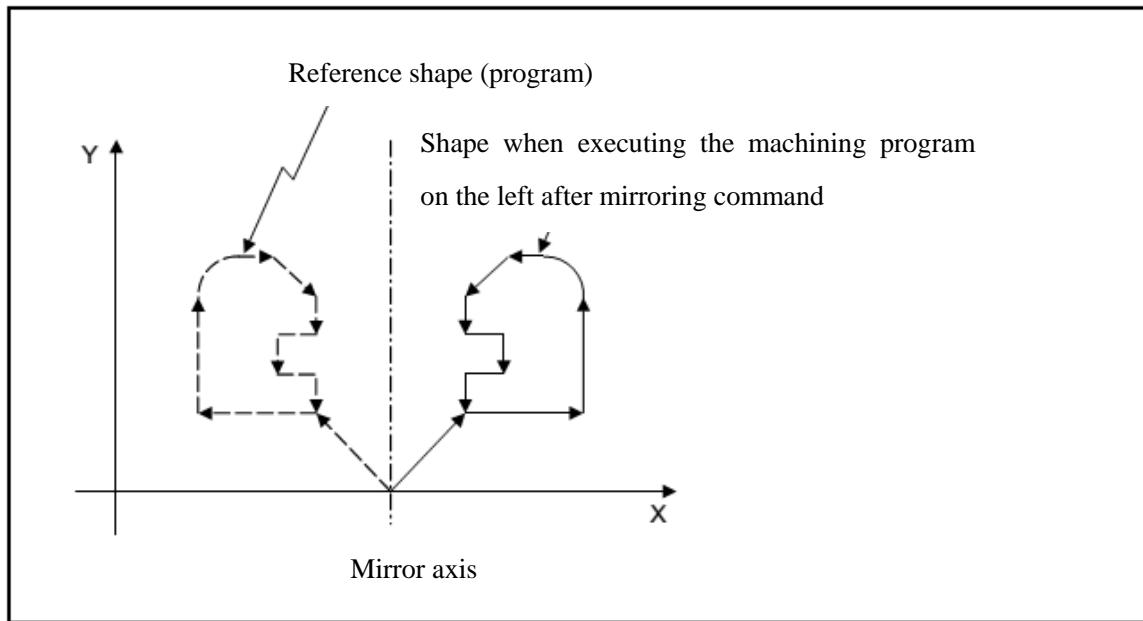 Reference shape (program)
Shape when executing the machining program
on the left after mirroring command
Y
X
Mirror axis